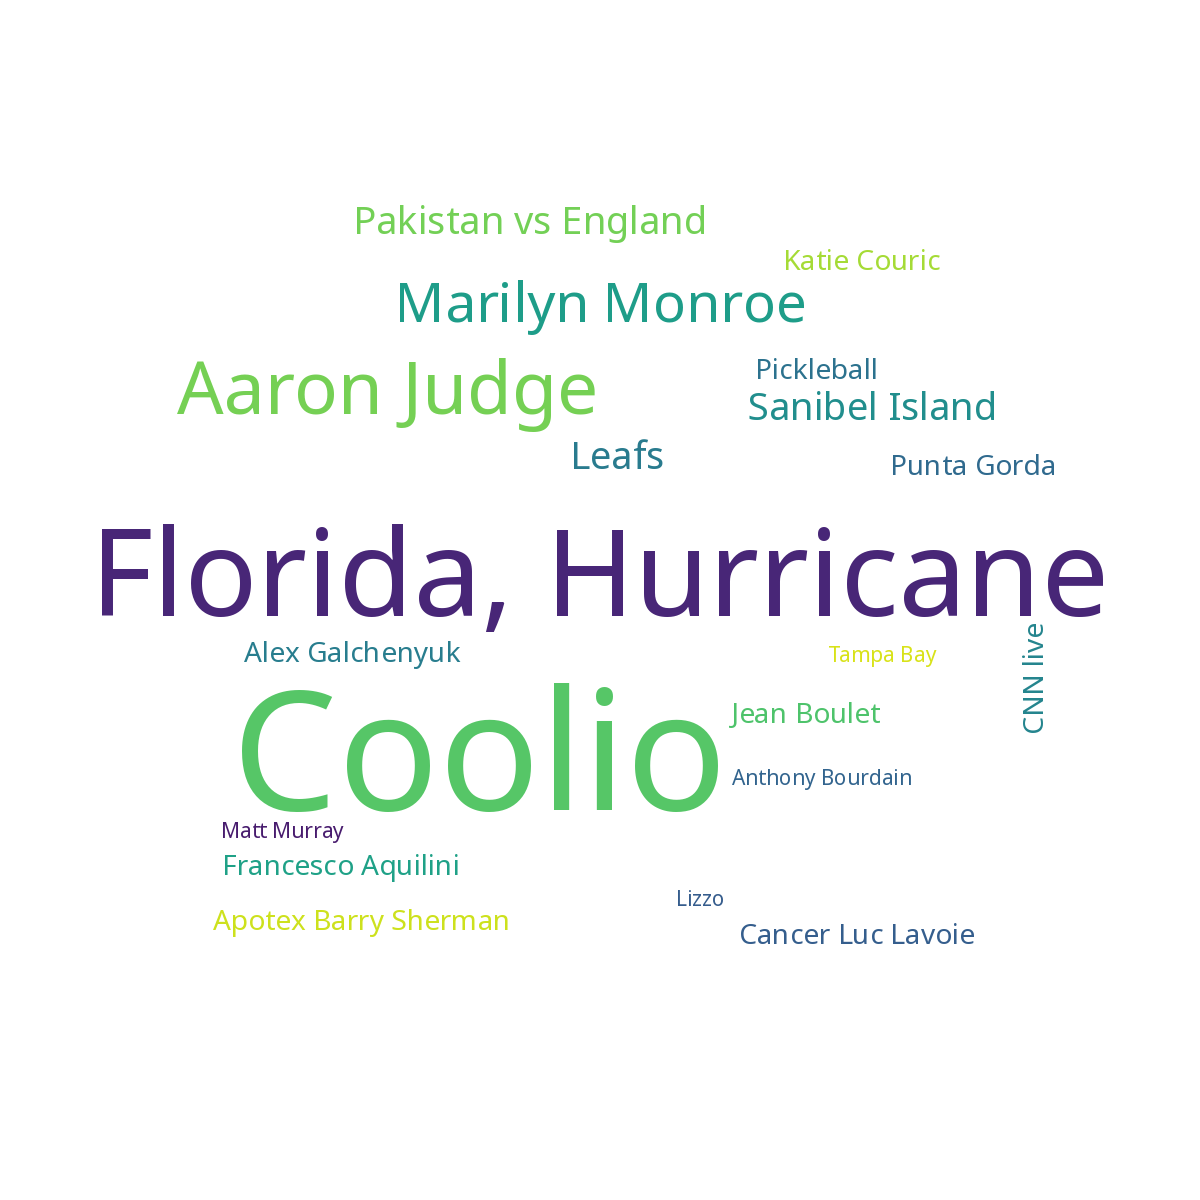 Pakistan vs England
Katie Couric
Marilyn Monroe
Aaron Judge
Pickleball
Sanibel Island
Leafs
Punta Gorda
Florida, Hurricane
Alex Galchenyuk
Tampa Bay
CNN live
Coolio
Jean Boulet
Anthony Bourdain
Matt Murray
Francesco Aquilini
Lizzo
Apotex Barry Sherman
Cancer Luc Lavoie